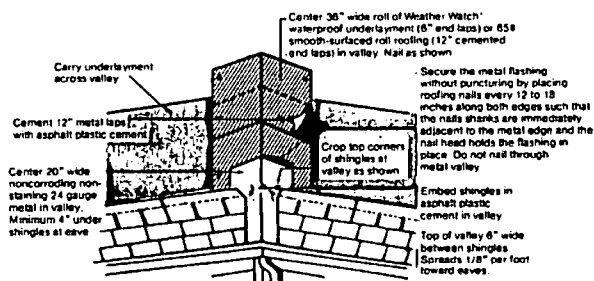 Center 36" wide roll of Weather Watch
waterproof underlayment (6" end laps) or 65#
smooth-surfaced roll roofing (12" cemented
end laps) in valley. Nail as shown
Carry underlayment
across valley
Cement 12" metal laps
with asphalt plastic cement
Center 20" wide
noncorroding non-
staining 24 gauge
metal in valley.
Minimum 4" under
shingles at eave
Crop top corners
of shingles at
valley as shown
Secure the metal flashing
without puncturing by placing
roofing nails every 12 to 18
inches along both edges such that
the nails shanks are immediately
adjacent to the metal edge and the
nail head holds the flashing in
place. Do not nail through
metal valley
Embed shingles in
asphalt plastic
cement in valley
Top of valley 6" wide
between shingles
Spreads 1/8" per foot
toward eaves.